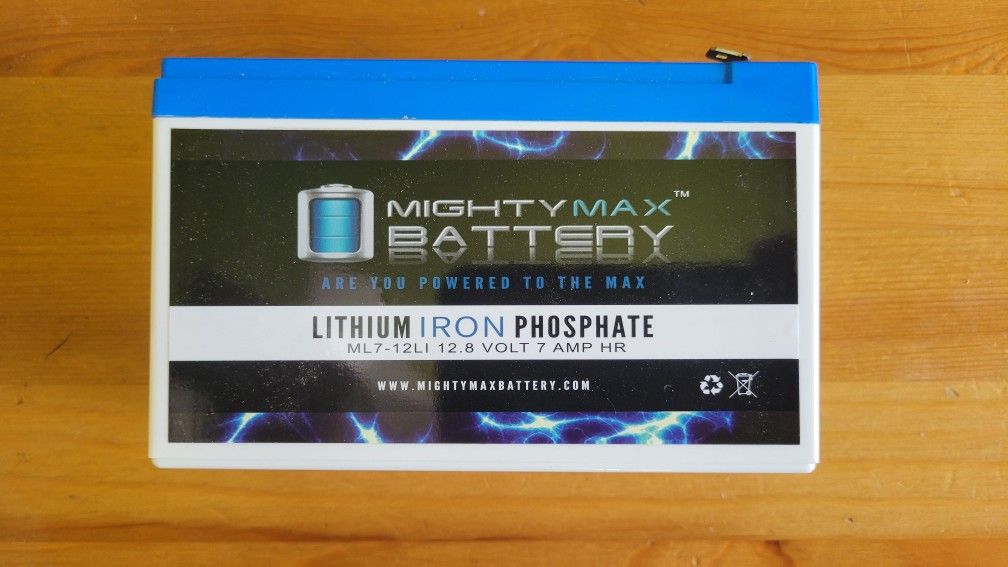 MIGHTYMAX™
BATTERY
ARE YOU POWERED TO THE MAX
LITHIUM IRON PHOSPHATE
ML7-12LI 12.8 VOLT 7 AMP HR
WWW.MIGHTYMAXBATTERY.COM